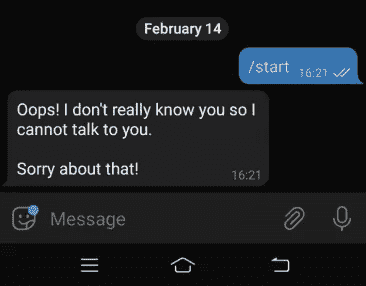 February 14
/start 16:21
Oops! I don't really know you so I
cannot talk to you.
Sorry about that!
16:21
Message